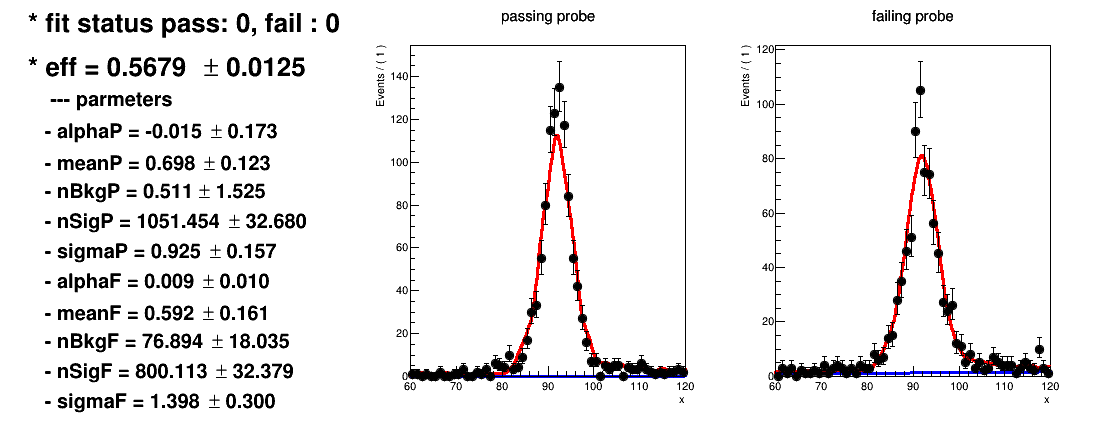 * fit status pass: 0, fail : 0
* eff = 0.5679 ± 0.0125
--- parmeters
- alphaP = -0.015 ± 0.173
- meanP = 0.698 ± 0.123
- nBkgP = 0.511 ± 1.525
- nSigP = 1051.454 ± 32.680
- sigmaP = 0.925 ± 0.157
- alphaF = 0.009 ± 0.010
- meanF = 0.592 ± 0.161
- nBkgF = 76.894 ± 18.035
- nSigF = 800.113 ± 32.379
- sigmaF = 1.398 ± 0.300
passing probe
Events / ( 1 )
140
120
100
80
60
40
20
0
60 70 80 90 100 110 120
x
failing probe
Events / ( 1 )
120
100
80
60
40
20
0
60 70 80 90 100 110 120
x